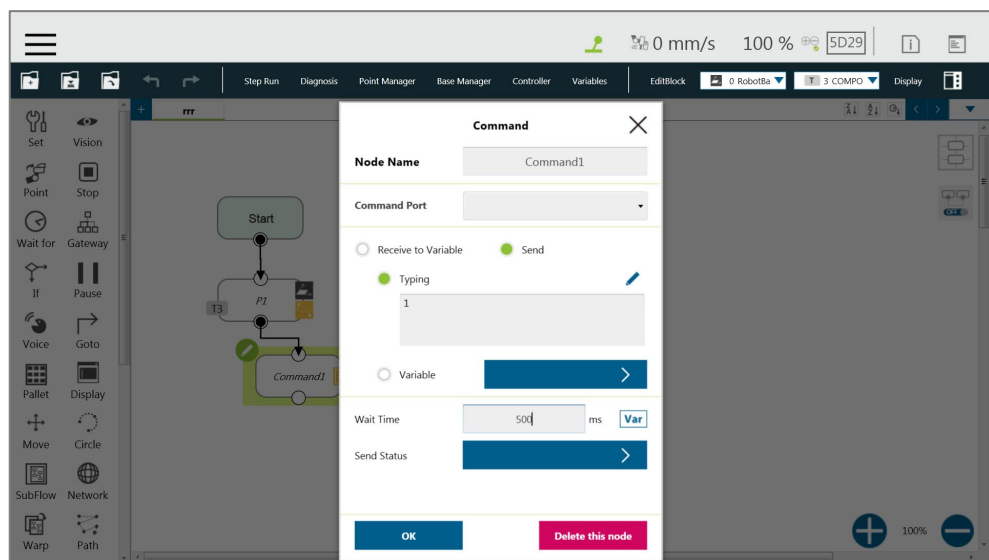 0 mm/s 100 % 5D29
Step Run Diagnosis Point Manager Base Manager Controller Variables EditBlock 0 RobotBa T 3 COMPO Display
rrr
Set Vision
Point Stop
Wait for Gateway
If Pause
Voice Goto
Pallet Display
Move Circle
SubFlow Network
Warp Path
Start
T3
P1
Command1
Command
Node Name Command1
Command Port
Receive to Variable Send
Typing
1
Variable
Wait Time 500 ms Var
Send Status
OK Delete this node
OFF
100%